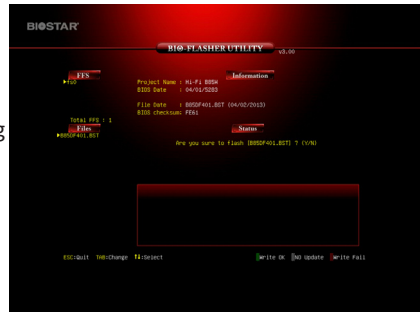 BIOSTAR
BIO-FLASHER UTILITY v3.00
FFS
fs0
Information
Project Name : Hi-Fi B85W
BIOS Date : 04/01/5283
File Date : B85DF401.BST (04/02/2013)
BIOS checksum: FE61
Total FFS : 1
Files
B85DF401.BST
Status
Are you sure to flash [B85DF401.BST] ? (Y/N)
ESC:Quit TAB:Change ↑↓:Select
Write OK NO Update Write Fail
g